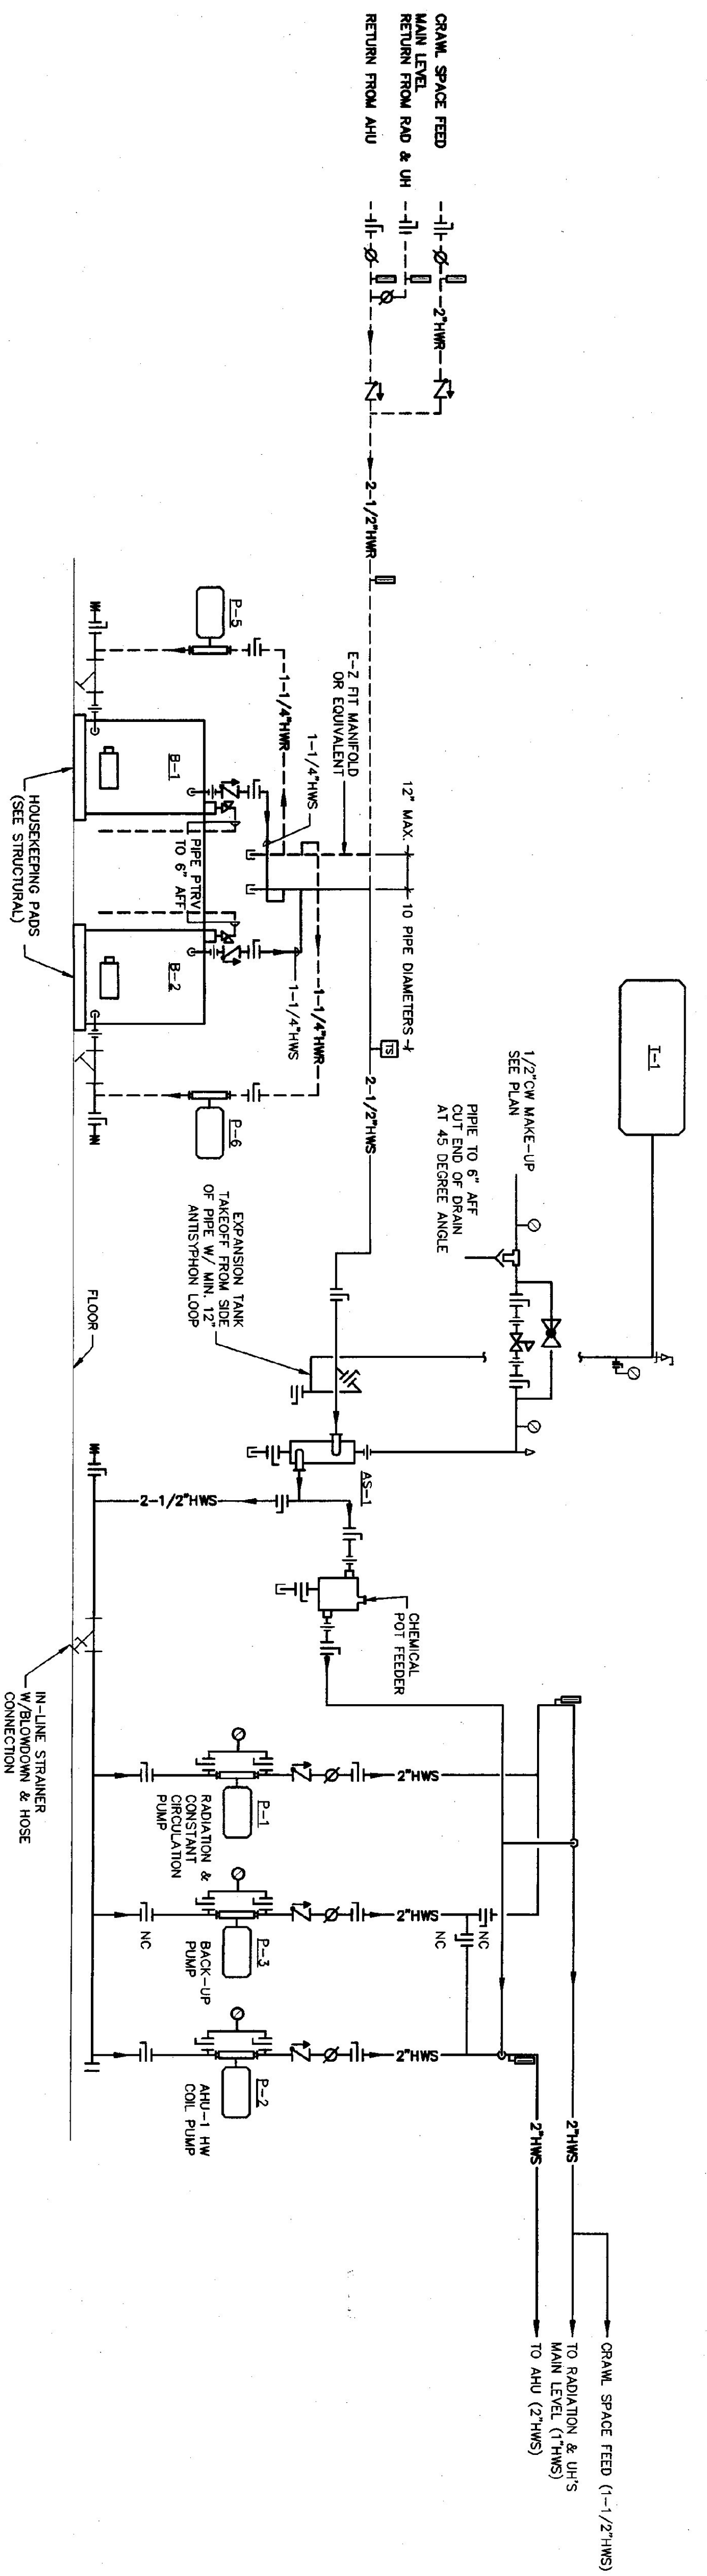 CRAWL SPACE FEED
MAIN LEVEL
RETURN FROM RAD & UH
RETURN FROM AHU
2"HWR
2-1/2"HWR
P-5
1-1/4"HWR
E-Z FIT MANIFOLD
OR EQUIVALENT
1-1/4"HWS
12" MAX.
10 PIPE DIAMETERS
B-1
PIPE PTRV
TO 6" AFF
B-2
HOUSEKEEPING PADS
(SEE STRUCTURAL)
1-1/4"HWS
1-1/4"HWR
P-6
TS
2-1/2"HWS
T-1
1/2"CW MAKE-UP
SEE PLAN
PIPIE TO 6" AFF
CUT END OF DRAIN
AT 45 DEGREE ANGLE
EXPANSION TANK
TAKEOFF FROM SIDE
OF PIPE W/ MIN. 12"
ANTISYPHON LOOP
FLOOR
AS-1
2-1/2"HWS
CHEMICAL
POT FEEDER
IN-LINE STRAINER
W/BLOWDOWN & HOSE
CONNECTION
P-1
RADIATION &
CONSTANT
CIRCULATION
PUMP
2"HWS
NC
P-3
BACK-UP
PUMP
2"HWS
NC
NC
P-2
AHU-1 HW
COIL PUMP
2"HWS
2"HWS
2"HWS
CRAWL SPACE FEED (1-1/2"HWS)
TO RADIATION & UH'S
MAIN LEVEL (1"HWS)
TO AHU (2"HWS)